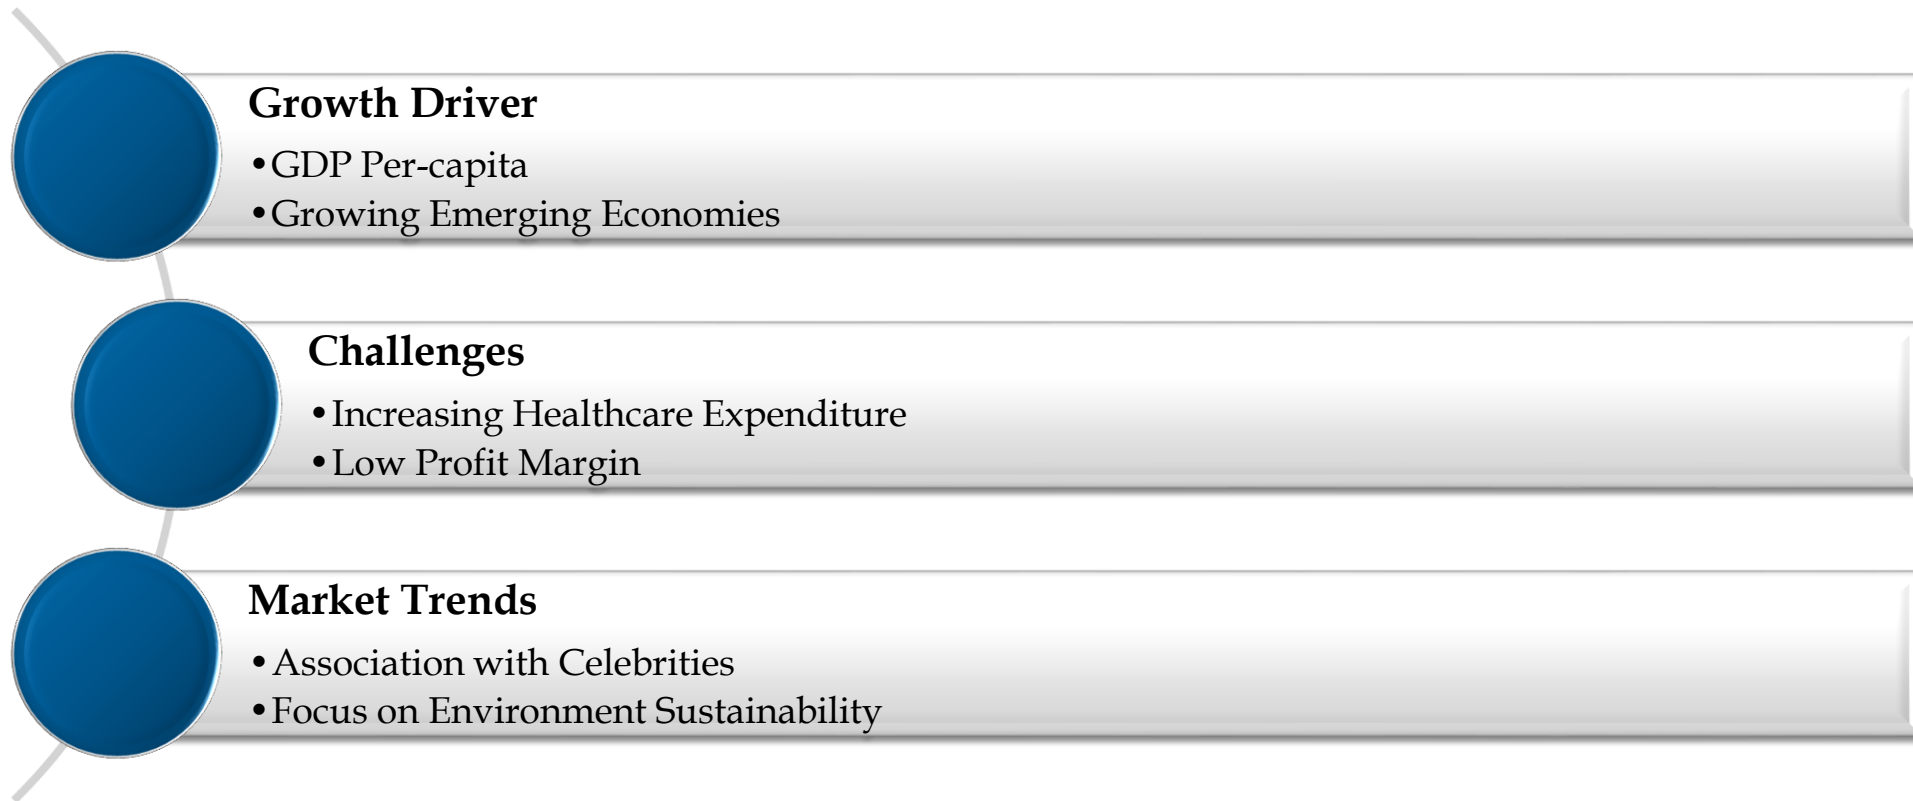 Growth Driver
•GDP Per-capita
•Growing Emerging Economies
Challenges
•Increasing Healthcare Expenditure
•Low Profit Margin
Market Trends
•Association with Celebrities
•Focus on Environment Sustainability